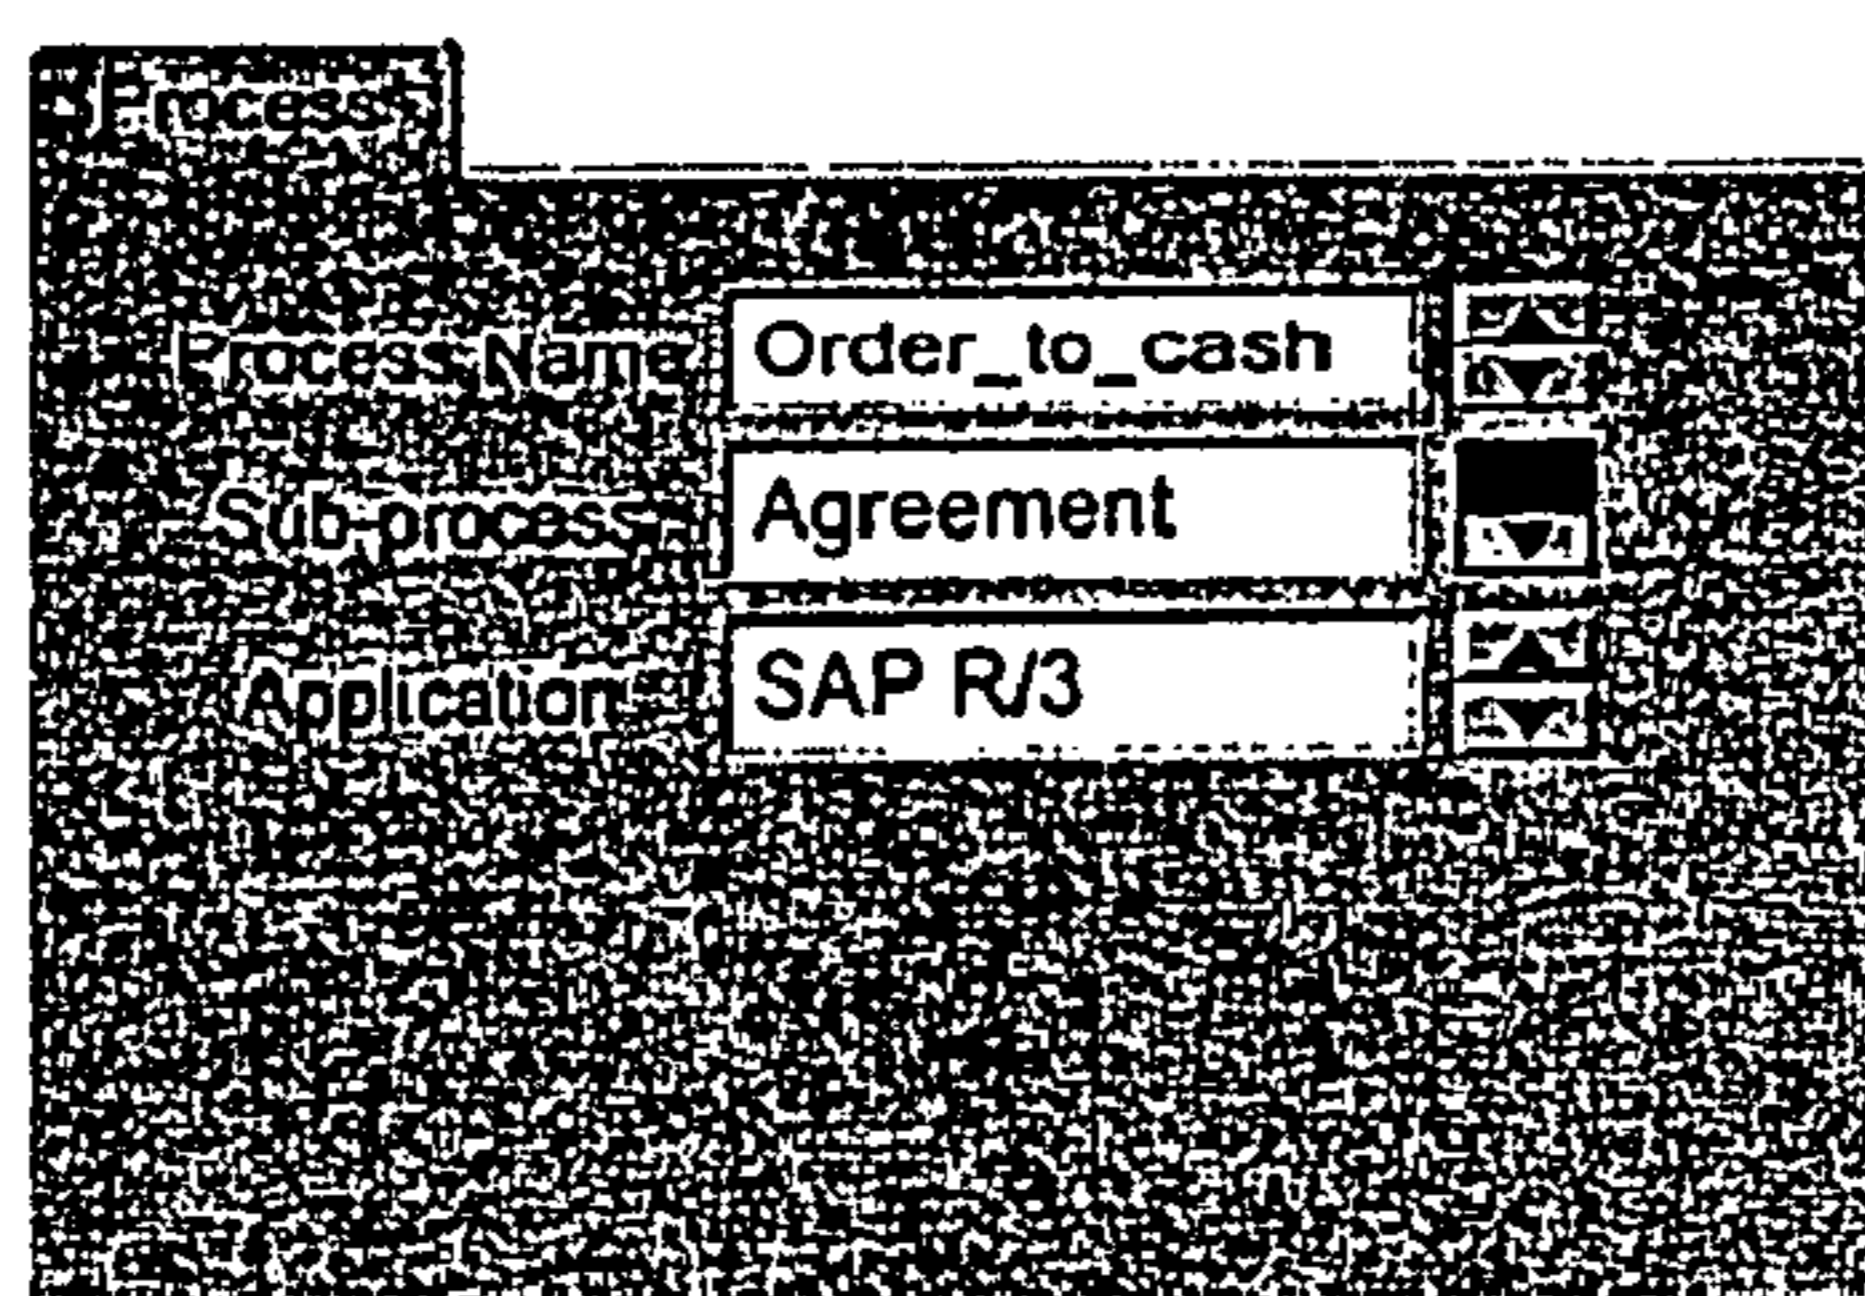 Process
Process Name Order_to_cash
Sub-process Agreement
Application SAP R/3